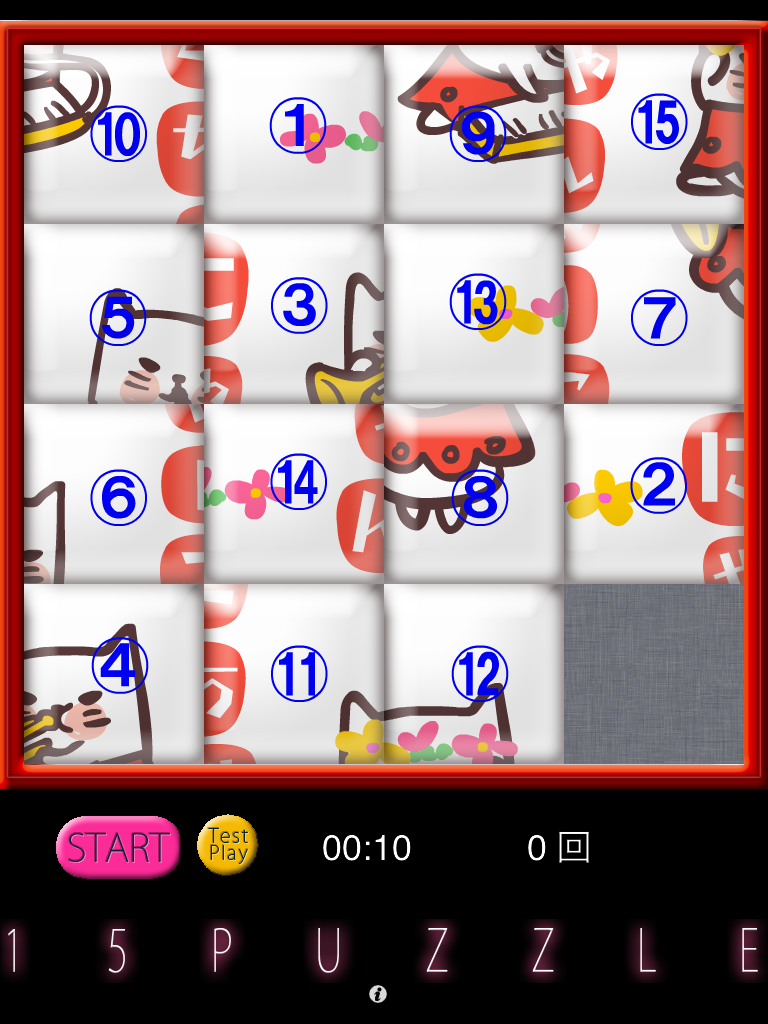 ⑩ ① ⑨ ⑮
⑤ ③ ⑬ ⑦
⑥ ⑭ ⑧ ②
④ ⑪ ⑫
START Test Play 00:10 0 回
1 5 P U Z Z L E
i